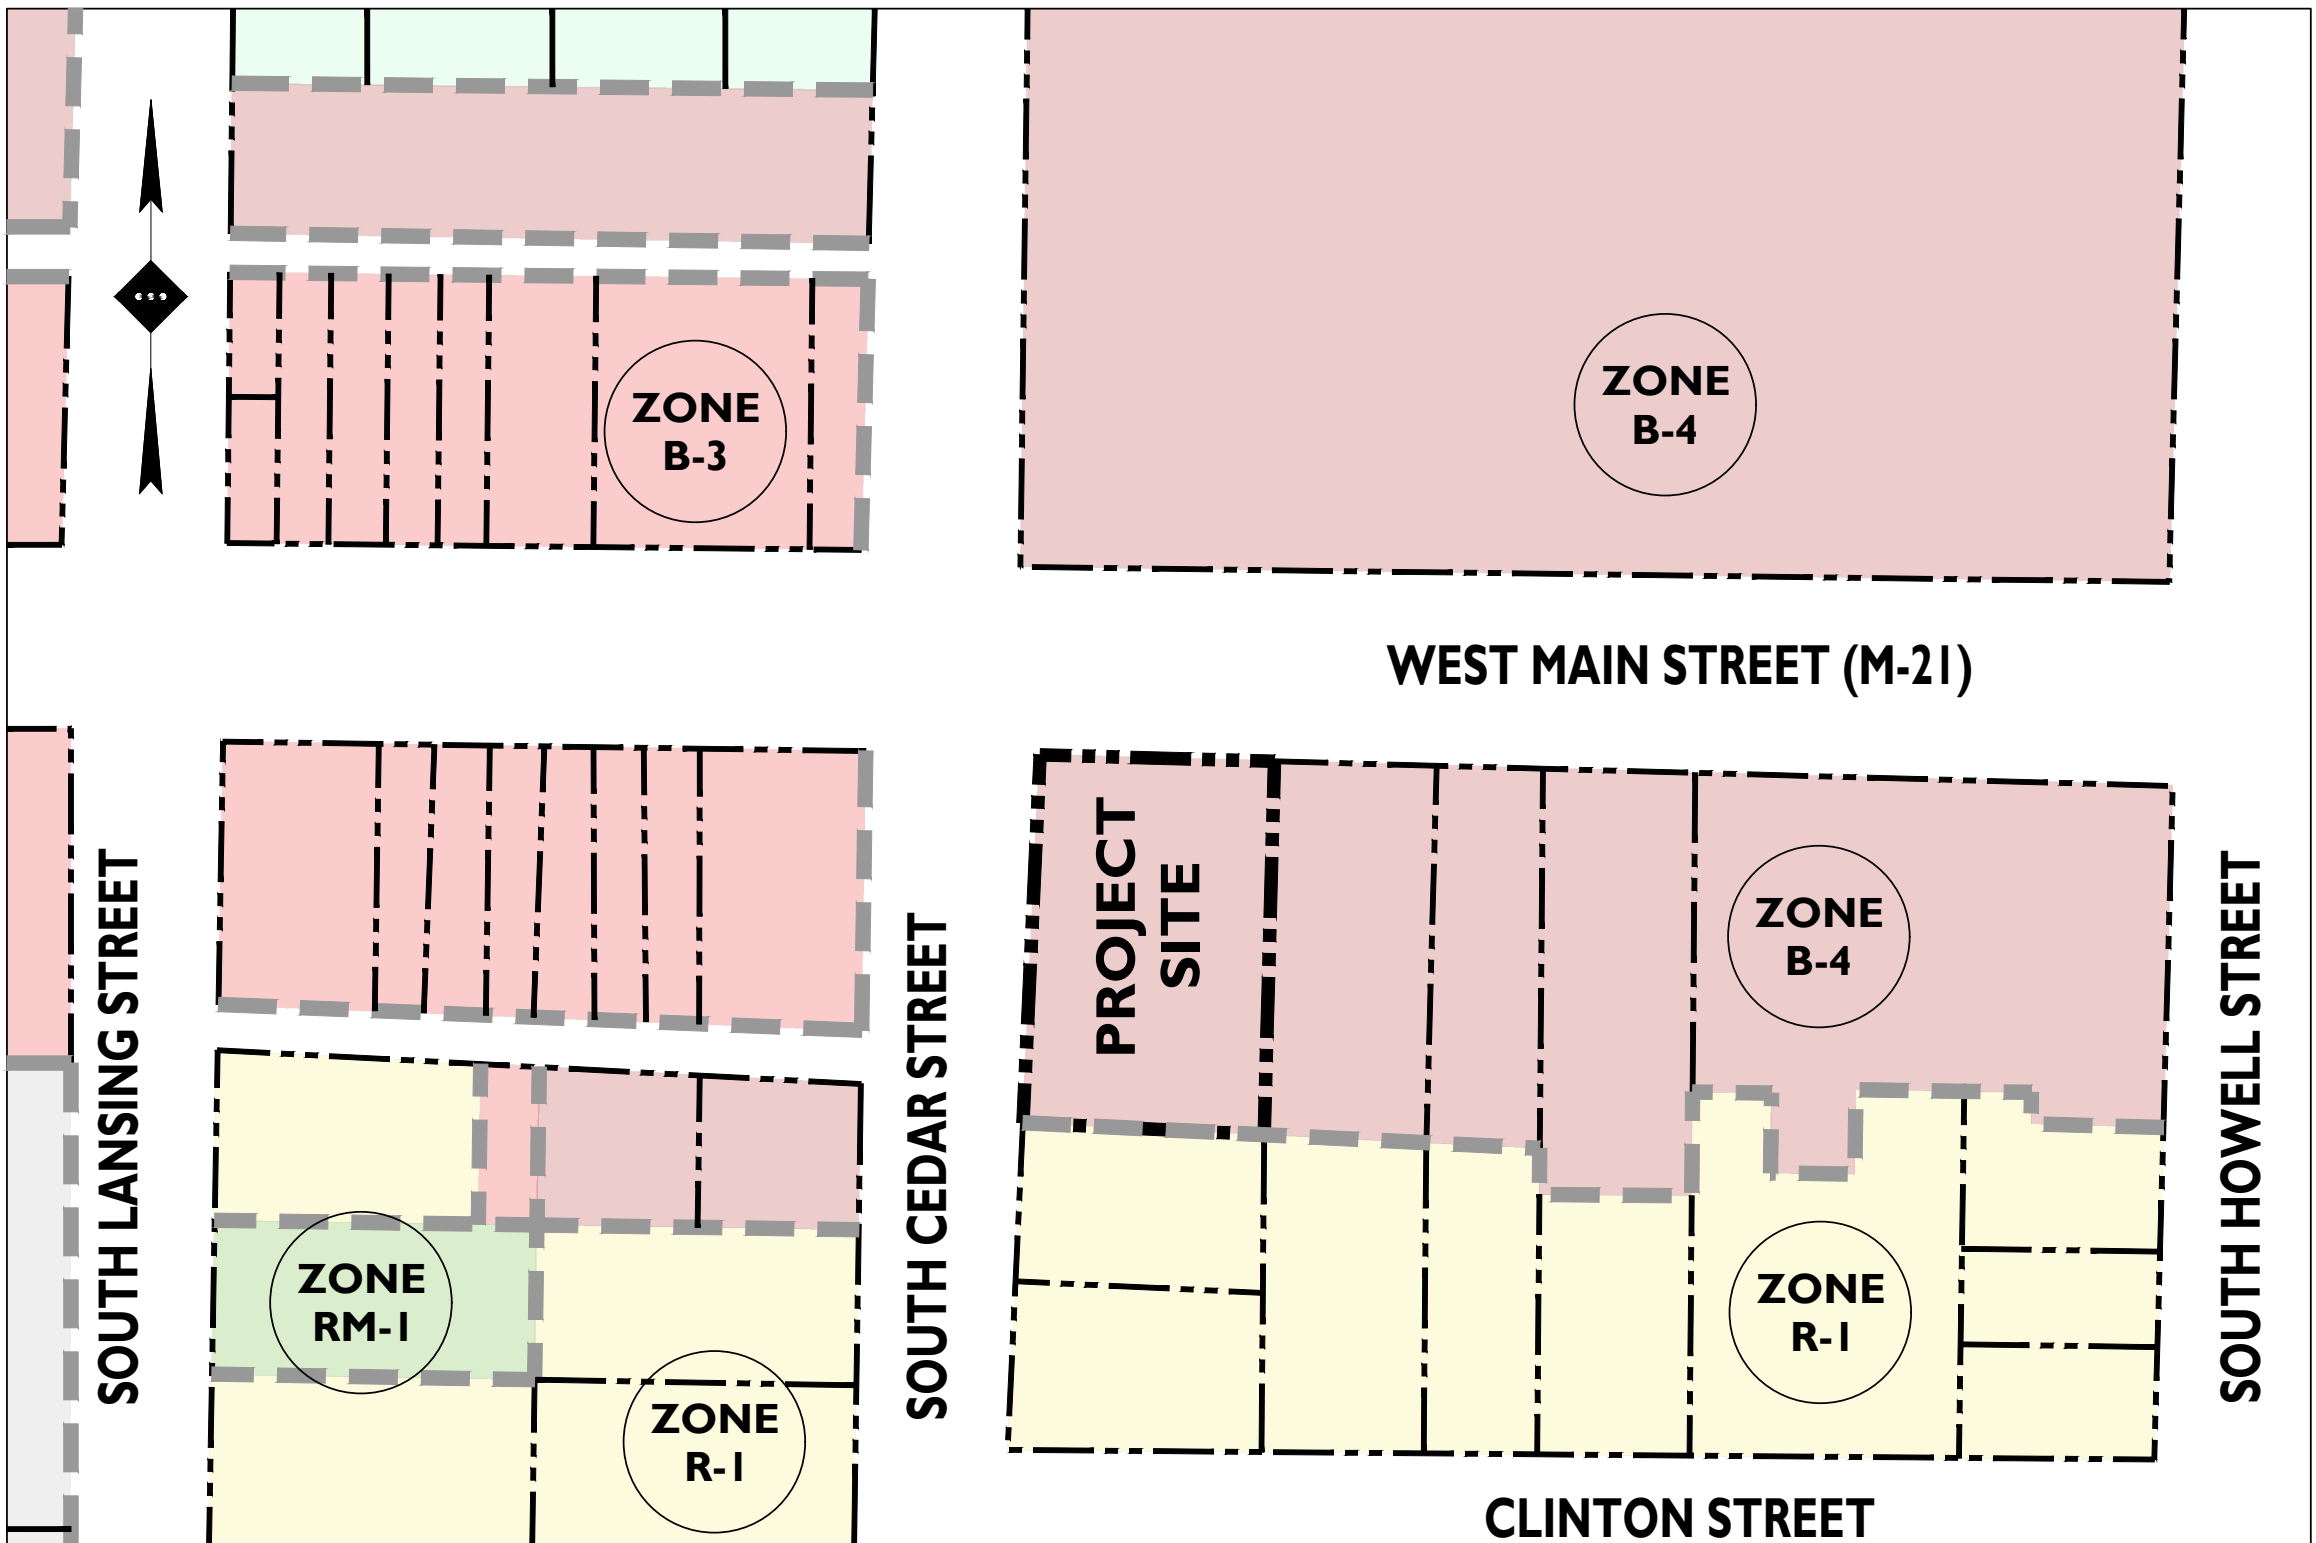 ZONE
B-3
ZONE
B-4
WEST MAIN STREET (M-21)
PROJECT
SITE
ZONE
B-4
SOUTH LANSING STREET
SOUTH CEDAR STREET
SOUTH HOWELL STREET
ZONE
RM-1
ZONE
R-1
ZONE
R-1
CLINTON STREET